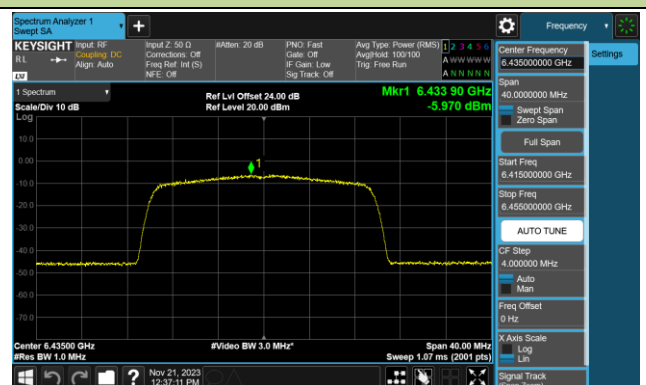 Spectrum Analyzer 1
Swept SA
+
Frequency
KEYSIGHT
RL
Input: RF
Coupling: DC
Align: Auto
Input Z: 50 Ω
Corrections: Off
Freq Ref: Int (S)
NFE: Off
#Atten: 20 dB
PNO: Fast
Gate: Off
IF Gain: Low
Sig Track: Off
Avg Type: Power (RMS)
Avg|Hold: 100/100
Trig: Free Run
1 2 3 4 5 6
A W W W W W
A N N N N N
LXI
1 Spectrum
Scale/Div 10 dB
Log
Ref Lvl Offset 24.00 dB
Ref Level 20.00 dBm
Mkr1 6.433 90 GHz
-5.970 dBm
10.0
0.00
-10.0
-20.0
-30.0
-40.0
-50.0
-60.0
-70.0
1
Center 6.43500 GHz
#Res BW 1.0 MHz
#Video BW 3.0 MHz*
Span 40.00 MHz
Sweep 1.07 ms (2001 pts)
Nov 21, 2023
12:37:11 PM
?
Center Frequency
6.435000000 GHz
Settings
Span
40.0000000 MHz
Swept Span
Zero Span
Full Span
Start Freq
6.415000000 GHz
Stop Freq
6.455000000 GHz
AUTO TUNE
CF Step
4.000000 MHz
Auto
Man
Freq Offset
0 Hz
X Axis Scale
Log
Lin
Signal Track